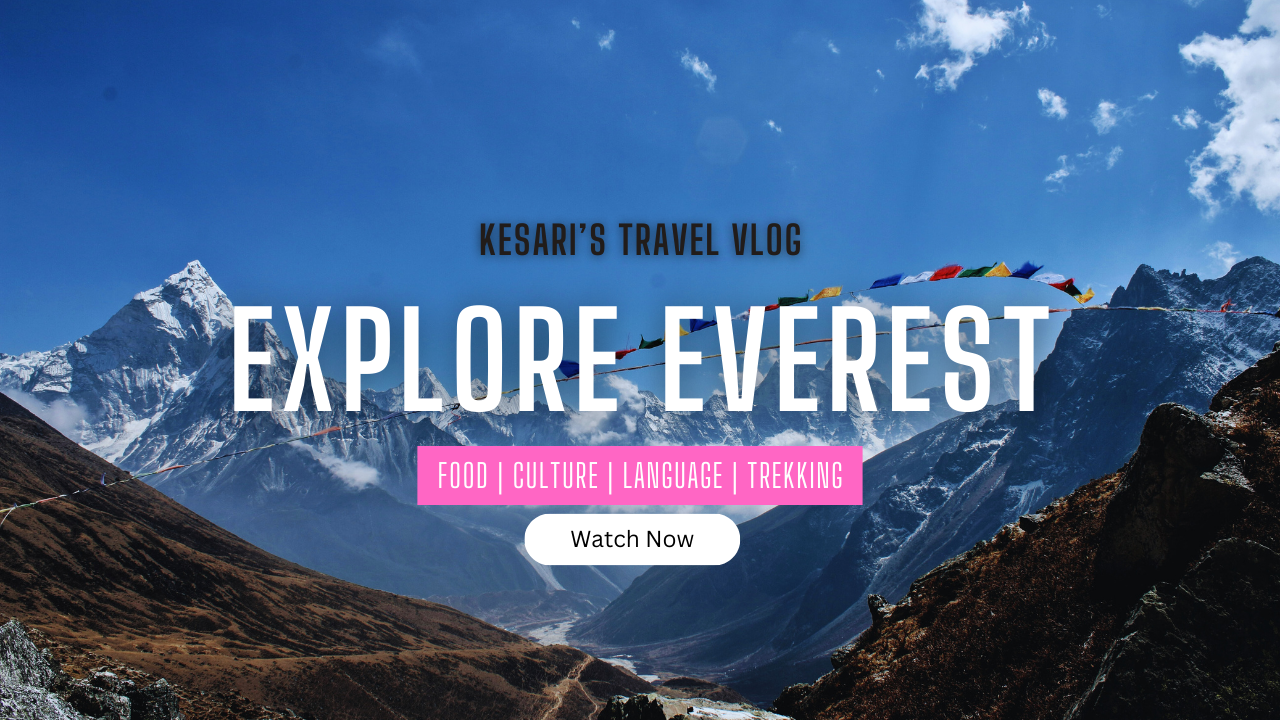 KESARI'S TRAVEL VLOG
EXPLORE EVEREST
FOOD | CULTURE | LANGUAGE | TREKKING
Watch Now